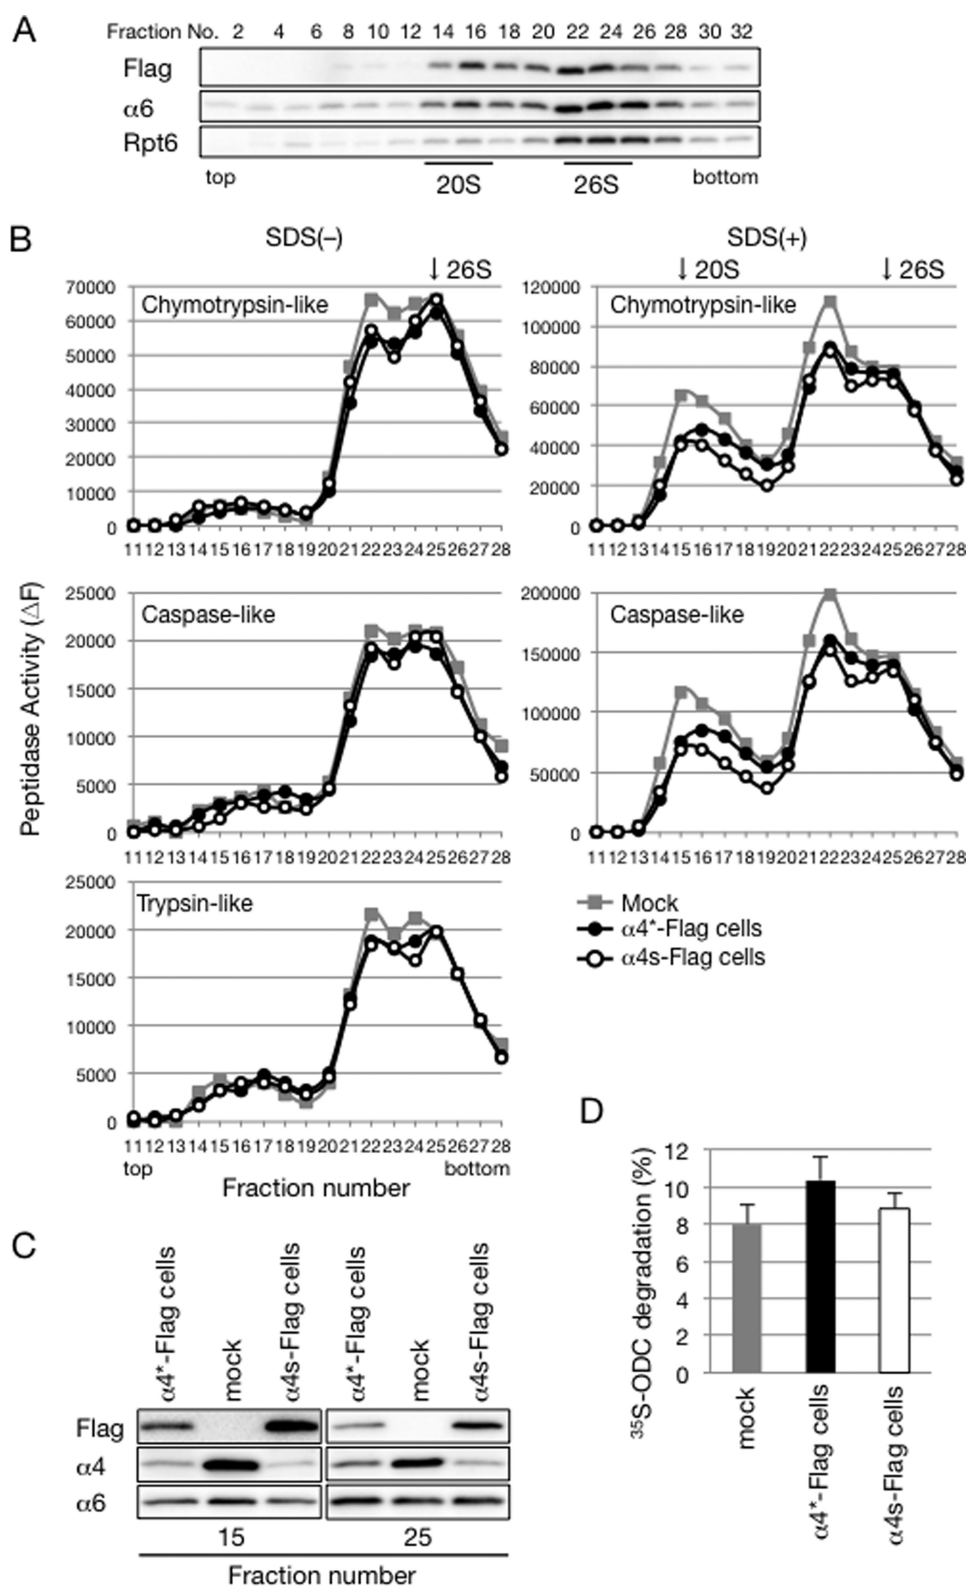 A
Fraction No. 2 4 6 8 10 12 14 16 18 20 22 24 26 28 30 32
Flag
α6
Rpt6
top 20S 26S bottom
B
SDS(–) SDS(+)
↓ 26S ↓ 20S ↓ 26S
Peptidase Activity (△F)
Chymotrypsin-like
70000
60000
50000
40000
30000
20000
10000
0
11 12 13 14 15 16 17 18 19 20 21 22 23 24 25 26 27 28
Chymotrypsin-like
120000
100000
80000
60000
40000
20000
0
11 12 13 14 15 16 17 18 19 20 21 22 23 24 25 26 27 28
Caspase-like
25000
20000
15000
10000
5000
0
11 12 13 14 15 16 17 18 19 20 21 22 23 24 25 26 27 28
Caspase-like
200000
150000
100000
50000
0
11 12 13 14 15 16 17 18 19 20 21 22 23 24 25 26 27 28
Trypsin-like
25000
20000
15000
10000
5000
0
11 12 13 14 15 16 17 18 19 20 21 22 23 24 25 26 27 28
top bottom
Fraction number
Mock
α4*-Flag cells
α4s-Flag cells
C
α4*-Flag cells
mock
α4s-Flag cells
α4*-Flag cells
mock
α4s-Flag cells
Flag
α4
α6
15 25
Fraction number
D
³⁵S-ODC degradation (%)
12
10
8
6
4
2
0
mock
α4*-Flag cells
α4s-Flag cells